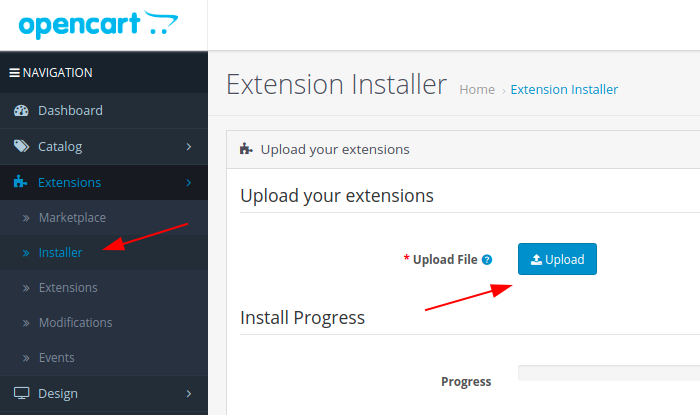 opencart
NAVIGATION
Dashboard
Catalog
Extensions
Marketplace
Installer
Extensions
Modifications
Events
Design
Extension Installer
Home › Extension Installer
Upload your extensions
Upload your extensions
* Upload File ? Upload
Install Progress
Progress